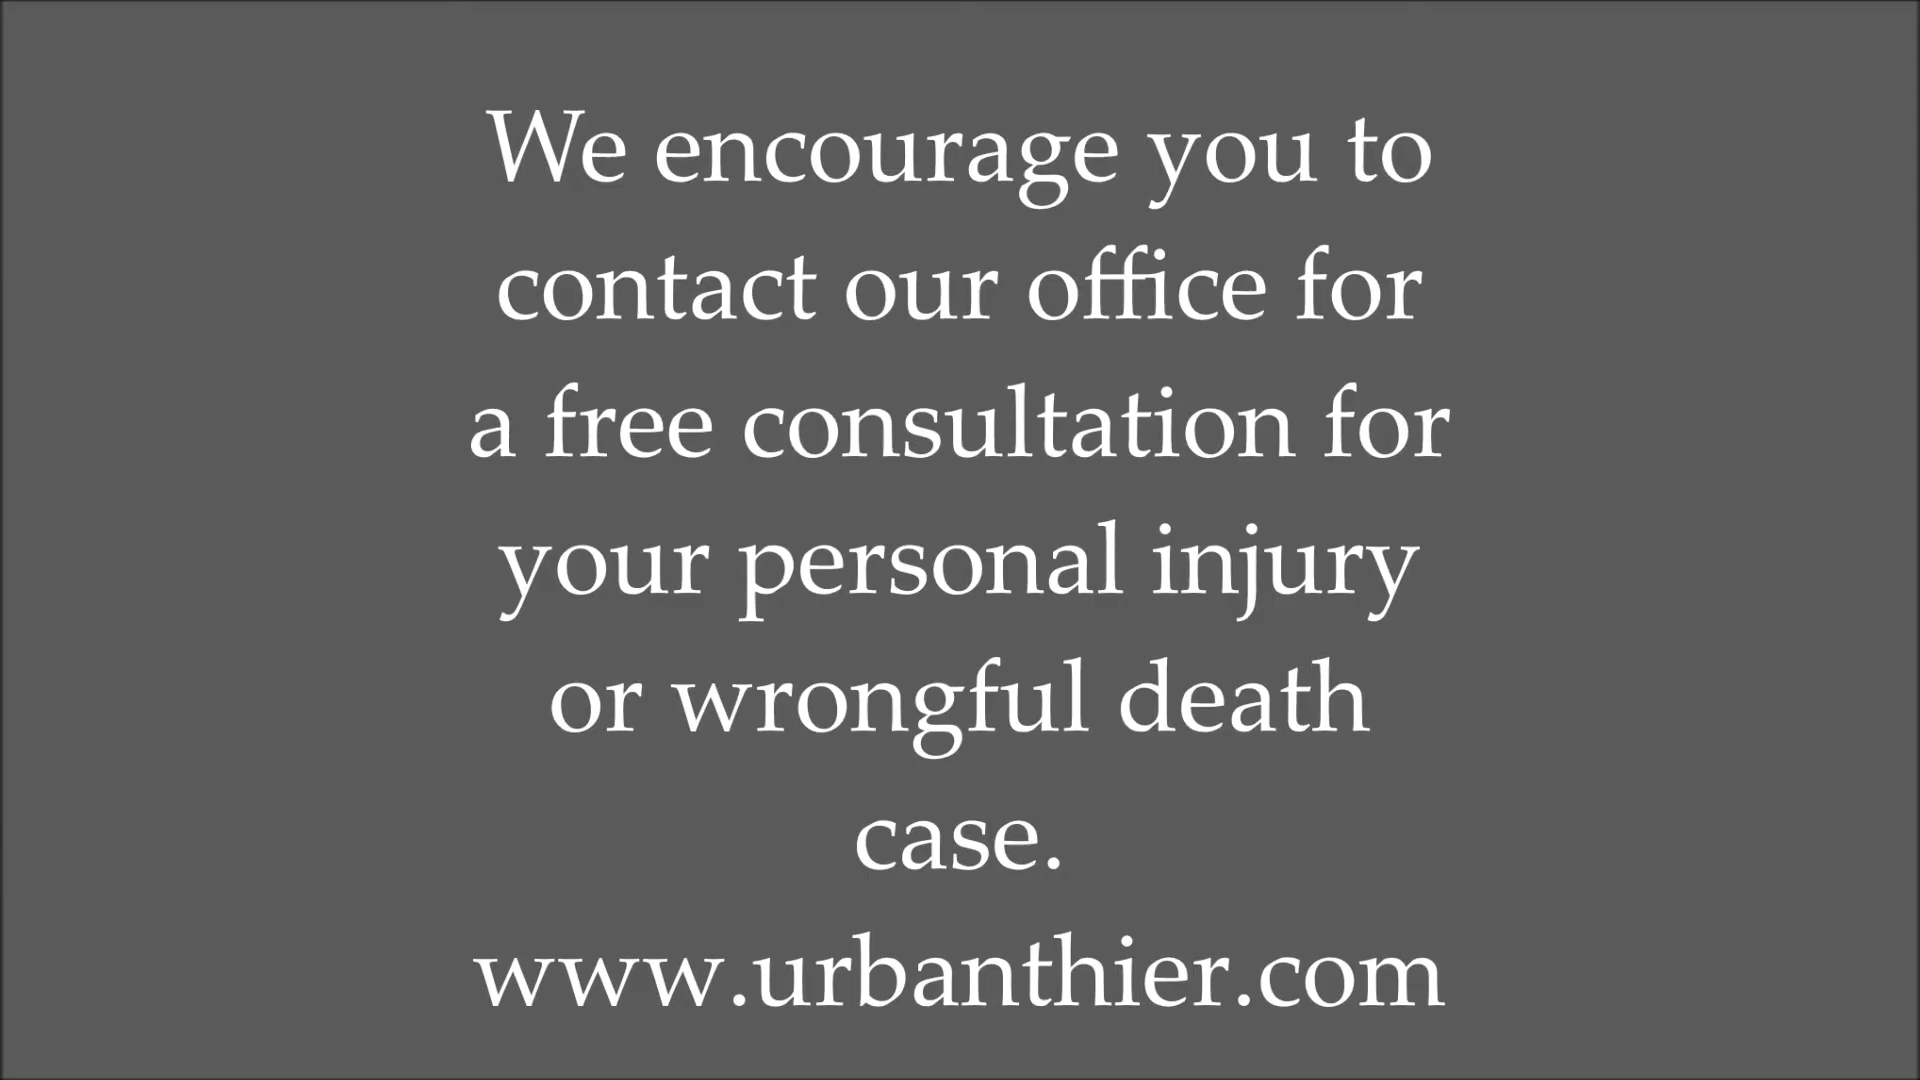 We encourage you to
contact our office for
a free consultation for
your personal injury
or wrongful death
case.
www.urbanthier.com